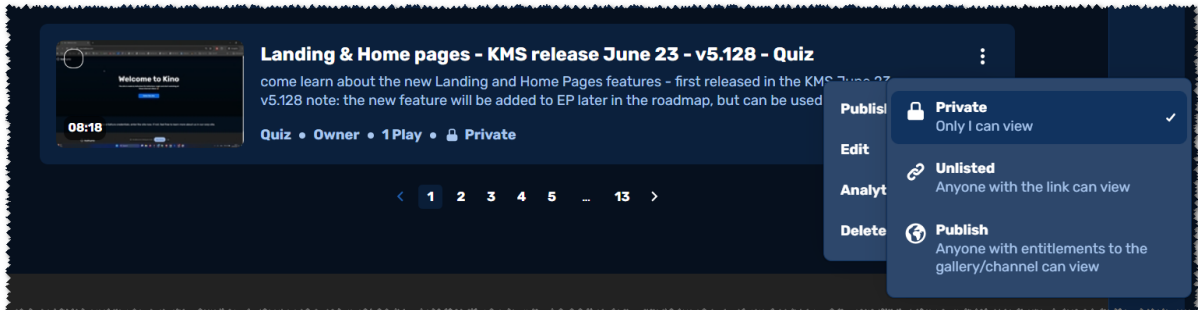 Landing & Home pages - KMS release June 23 - v5.128 - Quiz
come learn about the new Landing and Home Pages features - first released in the KMS June 23
v5.128 note: the new feature will be added to EP later in the roadmap, but can be used
Welcome to Kino
08:18
Quiz • Owner • 1 Play • Private
Edit
Delete
Private
Only I can view
Unlisted
Anyone with the link can view
Publish
Anyone with entitlements to the
gallery/channel can view
1 2 3 4 5 ... 13